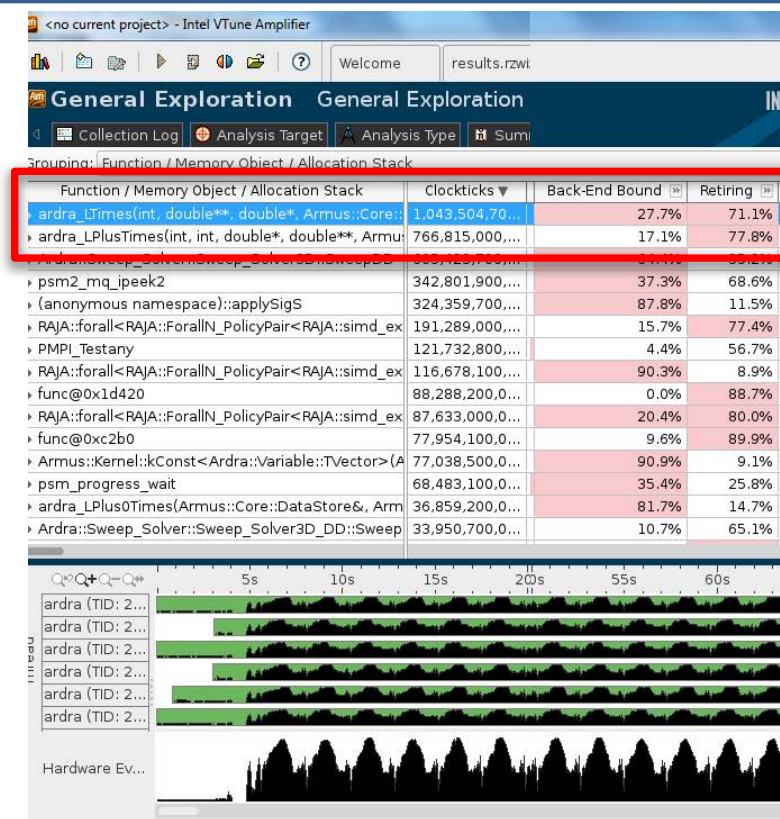 <no current project> - Intel VTune Amplifier
Welcome results.rzwi
General Exploration General Exploration IN
Collection Log Analysis Target Analysis Type Sum
Grouping: Function / Memory Object / Allocation Stack
Function / Memory Object / Allocation Stack Clockticks Back-End Bound Retiring
ardra_LTimes(int, double**, double*, Armus::Core:: 1,043,504,70... 27.7% 71.1%
ardra_LPlusTimes(int, int, double*, double**, Armu 766,815,000,... 17.1% 77.8%
psm2_mq_ipeek2 342,801,900,... 37.3% 68.6%
(anonymous namespace)::applySigS 324,359,700,... 87.8% 11.5%
RAJA::forall<RAJA::ForallN_PolicyPair<RAJA::simd_ex 191,289,000,... 15.7% 77.4%
PMPI_Testany 121,732,800,... 4.4% 56.7%
RAJA::forall<RAJA::ForallN_PolicyPair<RAJA::simd_ex 116,678,100,... 90.3% 8.9%
func@0x1d420 88,288,200,0... 0.0% 88.7%
RAJA::forall<RAJA::ForallN_PolicyPair<RAJA::simd_ex 87,633,000,0... 20.4% 80.0%
func@0xc2b0 77,954,100,0... 9.6% 89.9%
Armus::Kernel::kConst<Ardra::Variable::TVector>(A 77,038,500,0... 90.9% 9.1%
psm_progress_wait 68,483,100,0... 35.4% 25.8%
ardra_LPlus0Times(Armus::Core::DataStore&, Arm 36,859,200,0... 81.7% 14.7%
Ardra::Sweep_Solver::Sweep_Solver3D_DD::Sweep 33,950,700,0... 10.7% 65.1%
5s 10s 15s 20s 55s 60s
ardra (TID: 2...
ardra (TID: 2...
ardra (TID: 2...
ardra (TID: 2...
ardra (TID: 2...
ardra (TID: 2...
Hardware Ev...